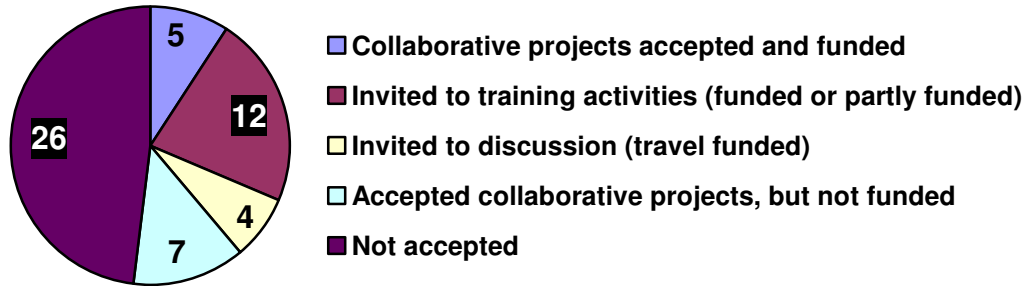 5
Collaborative projects accepted and funded
12
Invited to training activities (funded or partly funded)
26
Invited to discussion (travel funded)
Accepted collaborative projects, but not funded
4
7
Not accepted